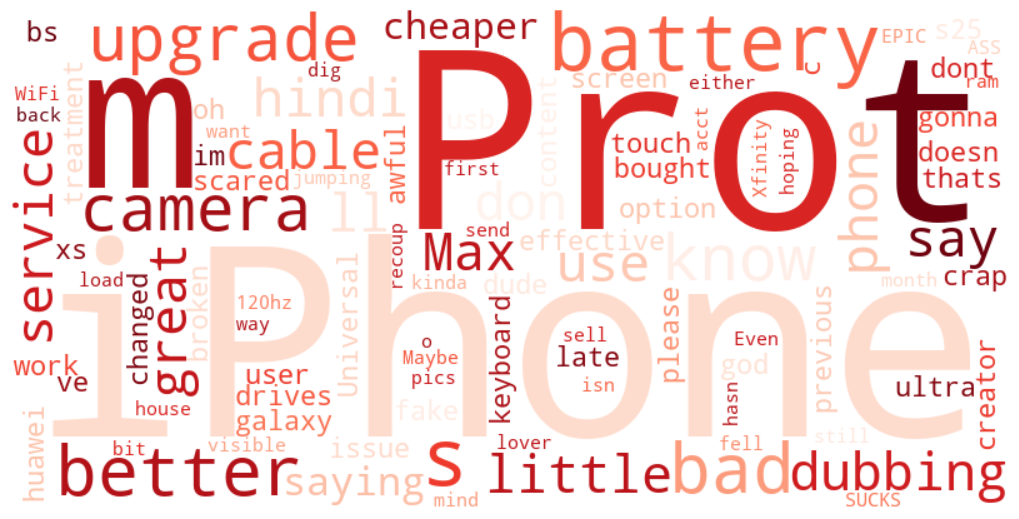 bs
upgrade
cheaper
battery
EPIC
s25
ASS
WiFi
back
treatment
m
dig
oh
hindi
want
Pro
usb
content
screen
either
c
t
dont
ram
gonna
service
im
cable
scared
jumping
awful
first
touch
bought
acct
Xfinity
hoping
phone
doesn
thats
camera
ll
don
option
say
xs
great
recoup
send
Max
effective
use
know
crap
load
changed
broken
120hz
way
Universal
iPhone
kinda
dude
keyboard
please
previous
month
work
ve
house
user
drives
galaxy
o
Maybe
pics
fake
sell
late
isn
Even
god
hasn
ultra
creator
huawei
bit
better
visible
saying
issue
s
mind
lover
little
bad
fell
still
dubbing
SUCKS